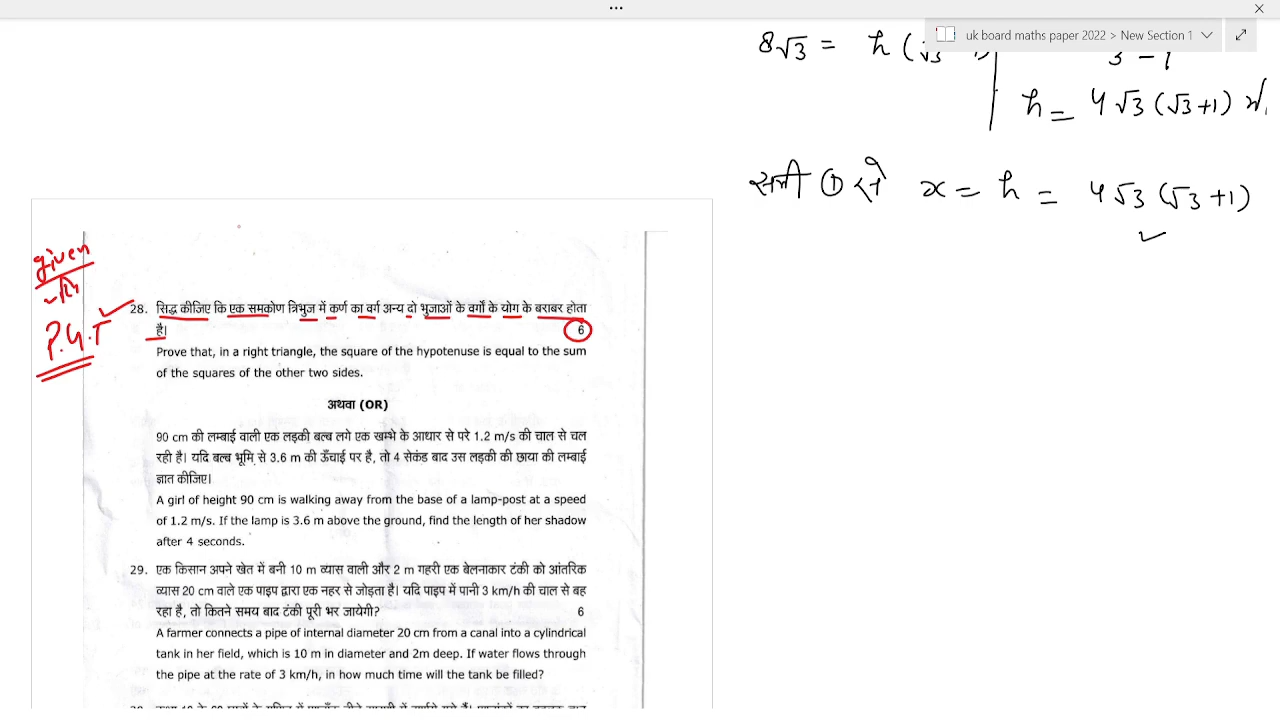 uk board maths paper 2022 > New Section 1
8√3 = h (√3
3 - 1
h = 4√3 (√3+1) मी.
समी ① से x = h = 4√3 (√3+1)
given
P.G.T
28. सिद्ध कीजिए कि एक समकोण त्रिभुज में कर्ण का वर्ग अन्य दो भुजाओं के वर्गों के योग के बराबर होता
है। 6
Prove that, in a right triangle, the square of the hypotenuse is equal to the sum
of the squares of the other two sides.
अथवा (OR)
90 cm की लम्बाई वाली एक लड़की बल्ब लगे एक खम्भे के आधार से परे 1.2 m/s की चाल से चल
रही है। यदि बल्ब भूमि से 3.6 m की ऊँचाई पर है, तो 4 सेकंड बाद उस लड़की की छाया की लम्बाई
ज्ञात कीजिए।
A girl of height 90 cm is walking away from the base of a lamp-post at a speed
of 1.2 m/s. If the lamp is 3.6 m above the ground, find the length of her shadow
after 4 seconds.
29. एक किसान अपने खेत में बनी 10 m व्यास वाली और 2 m गहरी एक बेलनाकार टंकी को आंतरिक
व्यास 20 cm वाले एक पाइप द्वारा एक नहर से जोड़ता है। यदि पाइप में पानी 3 km/h की चाल से बह
रहा है, तो कितने समय बाद टंकी पूरी भर जायेगी? 6
A farmer connects a pipe of internal diameter 20 cm from a canal into a cylindrical
tank in her field, which is 10 m in diameter and 2m deep. If water flows through
the pipe at the rate of 3 km/h, in how much time will the tank be filled?